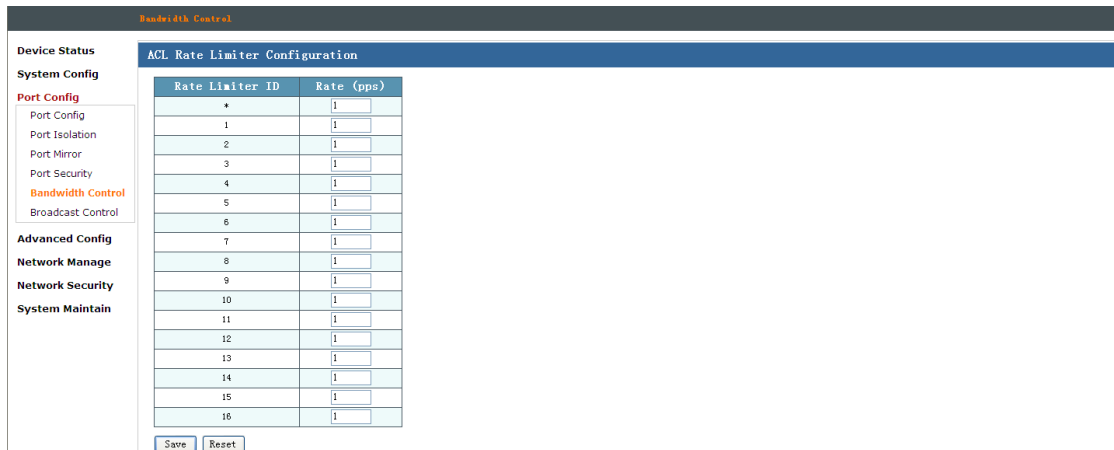 Bandwidth Control
Device Status
System Config
Port Config
Port Config
Port Isolation
Port Mirror
Port Security
Bandwidth Control
Broadcast Control
Advanced Config
Network Manage
Network Security
System Maintain
ACL Rate Limiter Configuration
Rate Limiter ID Rate (pps)
* 1
1 1
2 1
3 1
4 1
5 1
6 1
7 1
8 1
9 1
10 1
11 1
12 1
13 1
14 1
15 1
16 1
Save Reset